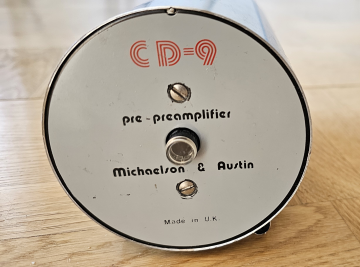 CD=9
pre-preamplifier
Michaelson & Austin
Made in U.K.